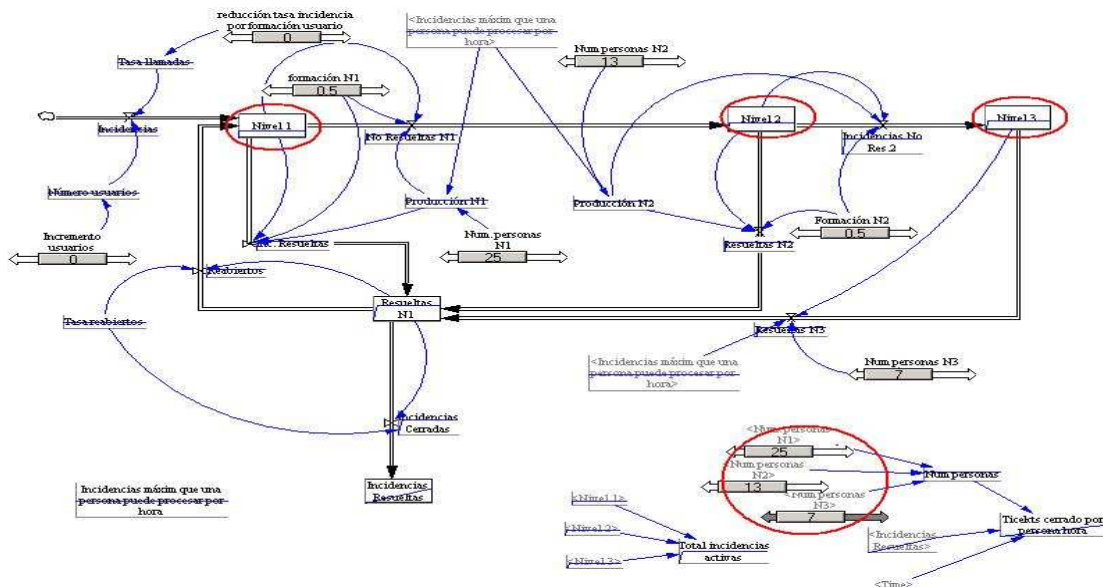 reducción tasa incidencia
por formación usuario
0
<Incidencias máxim que una
persona puede procesar por
hora>
Num personas N2
13
Tasa llamadas
formación N1
0.5
Incidencias
Nivel 1
No Resueltas N1
Nivel 2
Incidencias No
Res.2
Nivel 3
Número usuarios
Producción N1
Producción N2
Formación N2
0.5
Incremento
usuarios
0
Inc. Resueltas
Num. personas
N1
25
Resueltas N2
Reabiertos
Resueltas
N1
Tasa reabiertos
Resueltas N3
<Incidencias máxim que una
persona puede procesar por
hora>
Num personas N3
7
Incidencias
Cerradas
<Num. personas
N1>
25
Num personas
N2>
13
<Num personas
N3>
7
Num personas
Incidencias
Resueltas
Incidencias máxim que una
persona puede procesar por
hora
<Nivel 1>
<Nivel 2>
<Nivel 3>
Total incidencias
activas
<Incidencias
Resueltas>
Ticekts cerrado por
persona hora
<Time>